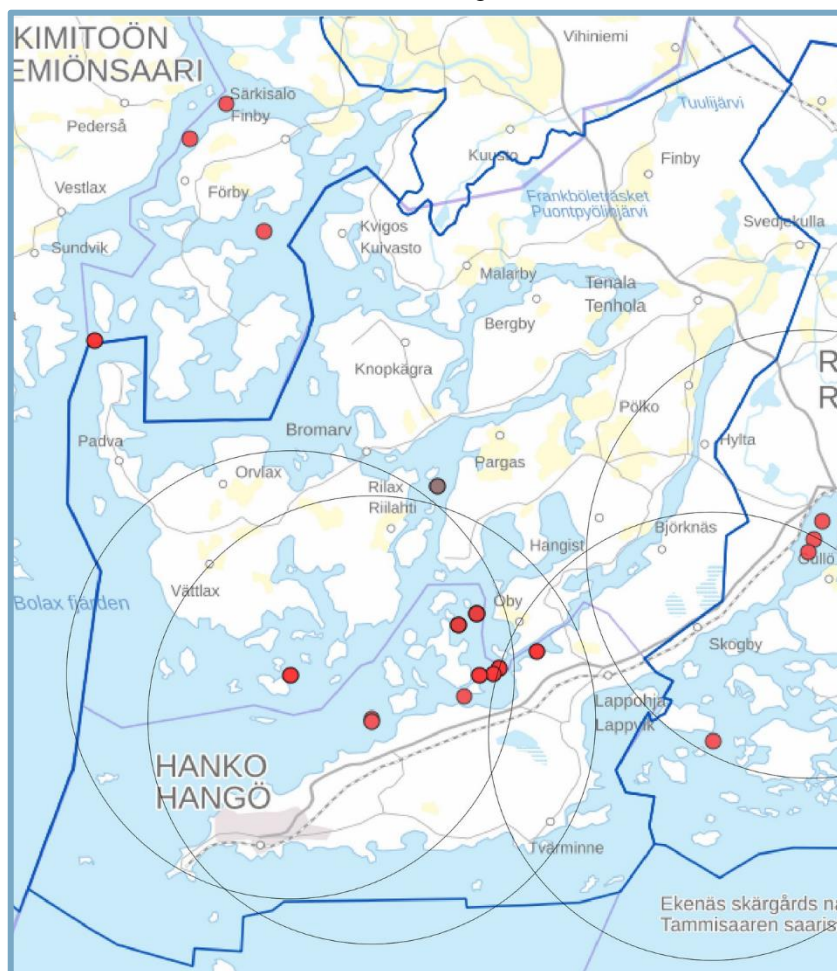 KIMITOÖN
EMIÖNSAARI
Vihiniemi
Särkisalo
Finby
Pederså
Tuulijärvi
Kuusto
Finby
Förby
Vestlax
Frankböleträsket
Puontpyölinjärvi
Kvigos
Kuivasto
Sundvik
Svedjekulla
Malarby
Tenala
Tenhola
Bergby
Knopkägra
R
R
Pölko
Bromarv
Padva
Hylta
Pargas
Orvlax
Rilax
Riilahti
Björknäs
Hangist
Gullö
Vättlax
Öby
Bolax fjärden
Skogby
Lappohja
Lappvik
HANKO
HANGÖ
Tvärminne
Ekenäs skärgårds na
Tammisaaren saaris